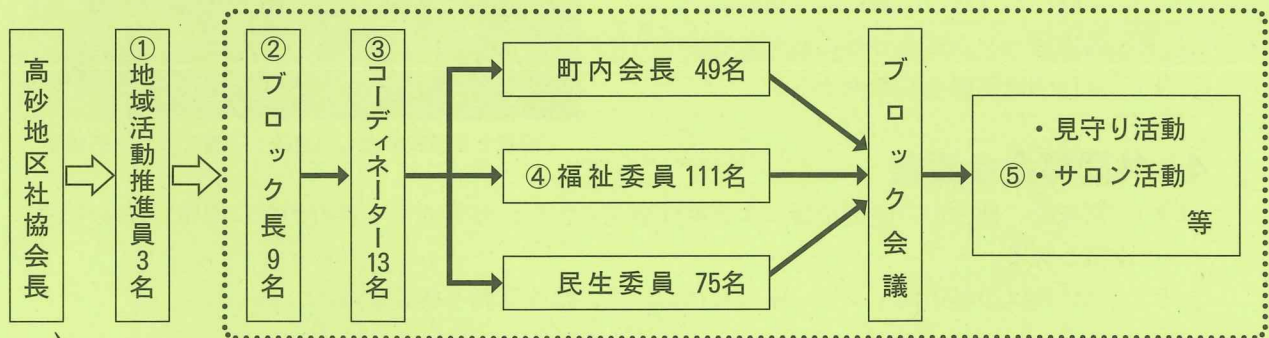 高砂地区社協会長
①地域活動推進員3名
②ブロック長9名
③コーディネーター13名
町内会長 49名
④福祉委員 111名
民生委員 75名
ブロック会議
・見守り活動
⑤・サロン活動
等